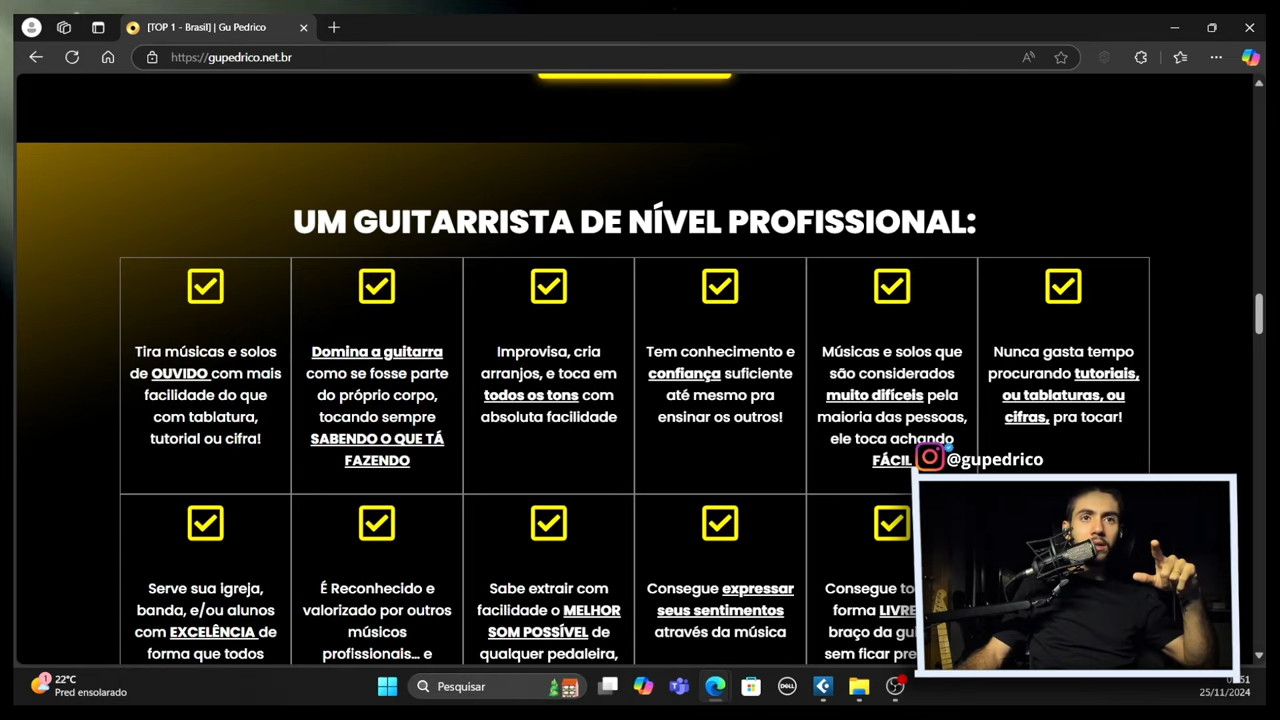 [TOP 1 - Brasil] | Gu Pedrico
https://gupedrico.net.br
UM GUITARRISTA DE NÍVEL PROFISSIONAL:
Tira músicas e solos
de OUVIDO com mais
facilidade do que
com tablatura,
tutorial ou cifra!
Domina a guitarra
como se fosse parte
do próprio corpo,
tocando sempre
SABENDO O QUE TÁ
FAZENDO
Improvisa, cria
arranjos, e toca em
todos os tons com
absoluta facilidade
Tem conhecimento e
confiança suficiente
até mesmo pra
ensinar os outros!
Músicas e solos que
são considerados
muito difíceis pela
maioria das pessoas,
ele toca achando
FÁCIL
Nunca gasta tempo
procurando tutoriais,
ou tablaturas, ou
cifras, pra tocar!
@gupedrico
Serve sua igreja,
banda, e/ou alunos
com EXCELÊNCIA de
forma que todos
É Reconhecido e
valorizado por outros
músicos
profissionais... e
Sabe extrair com
facilidade o MELHOR
SOM POSSÍVEL de
qualquer pedaleira,
Consegue expressar
seus sentimentos
através da música
Consegue to
forma LIVR
braço da gu
sem ficar pre
1
22°C
Pred ensolarado
Pesquisar
DELL
51
25/11/2024